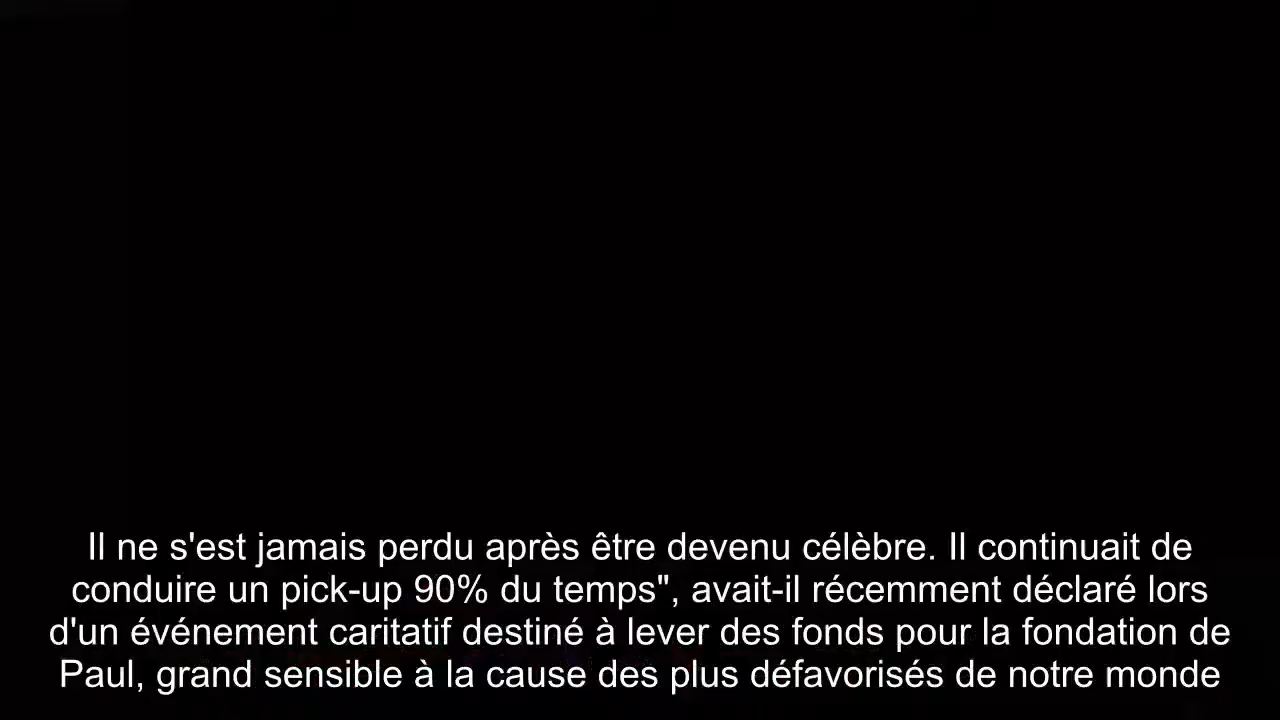 Il ne s'est jamais perdu après être devenu célèbre. Il continuait de
conduire un pick-up 90% du temps", avait-il récemment déclaré lors
d'un événement caritatif destiné à lever des fonds pour la fondation de
Paul, grand sensible à la cause des plus défavorisés de notre monde